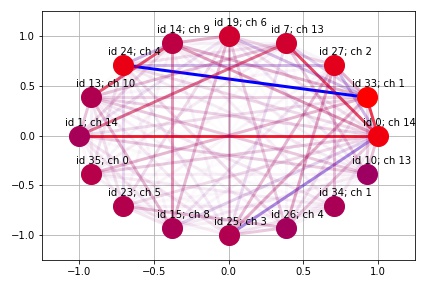 id 19; ch 6
id 14; ch 9
id 7; ch 13
1.0
id 24; ch 4
id 27; ch 2
id 13; ch 10
id 33; ch 1
0.5
id 1; ch 14
id 0; ch 14
0.0
id 35; ch 0
id 10; ch 13
−0.5
id 23; ch 5
id 34; ch 1
id 15; ch 8
id 25; ch 3
id 26; ch 4
−1.0
−1.0 −0.5 0.0 0.5 1.0